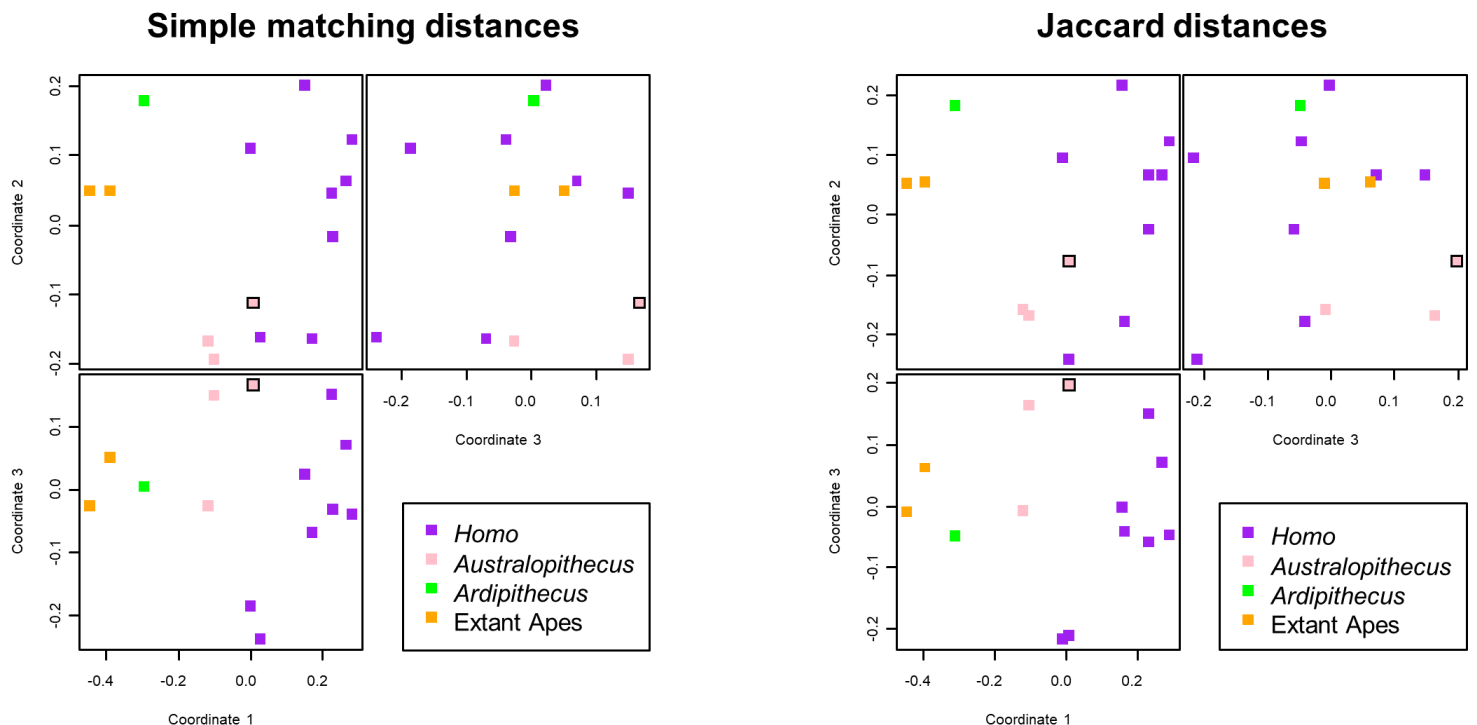 Simple matching distances
Coordinate 2
0.2
0.1
0.0
-0.1
-0.2
-0.2
-0.1
0.0
0.1
Coordinate 3
Coordinate 3
0.1
0.0
-0.1
-0.2
-0.4
-0.2
0.0
0.2
Coordinate 1
Homo
Australopithecus
Ardipithecus
Extant Apes
Jaccard distances
Coordinate 2
0.2
0.1
0.0
-0.1
-0.2
-0.2
-0.1
0.0
0.1
0.2
Coordinate 3
Coordinate 3
0.2
0.1
0.0
-0.1
-0.2
-0.4
-0.2
0.0
0.2
Coordinate 1
Homo
Australopithecus
Ardipithecus
Extant Apes